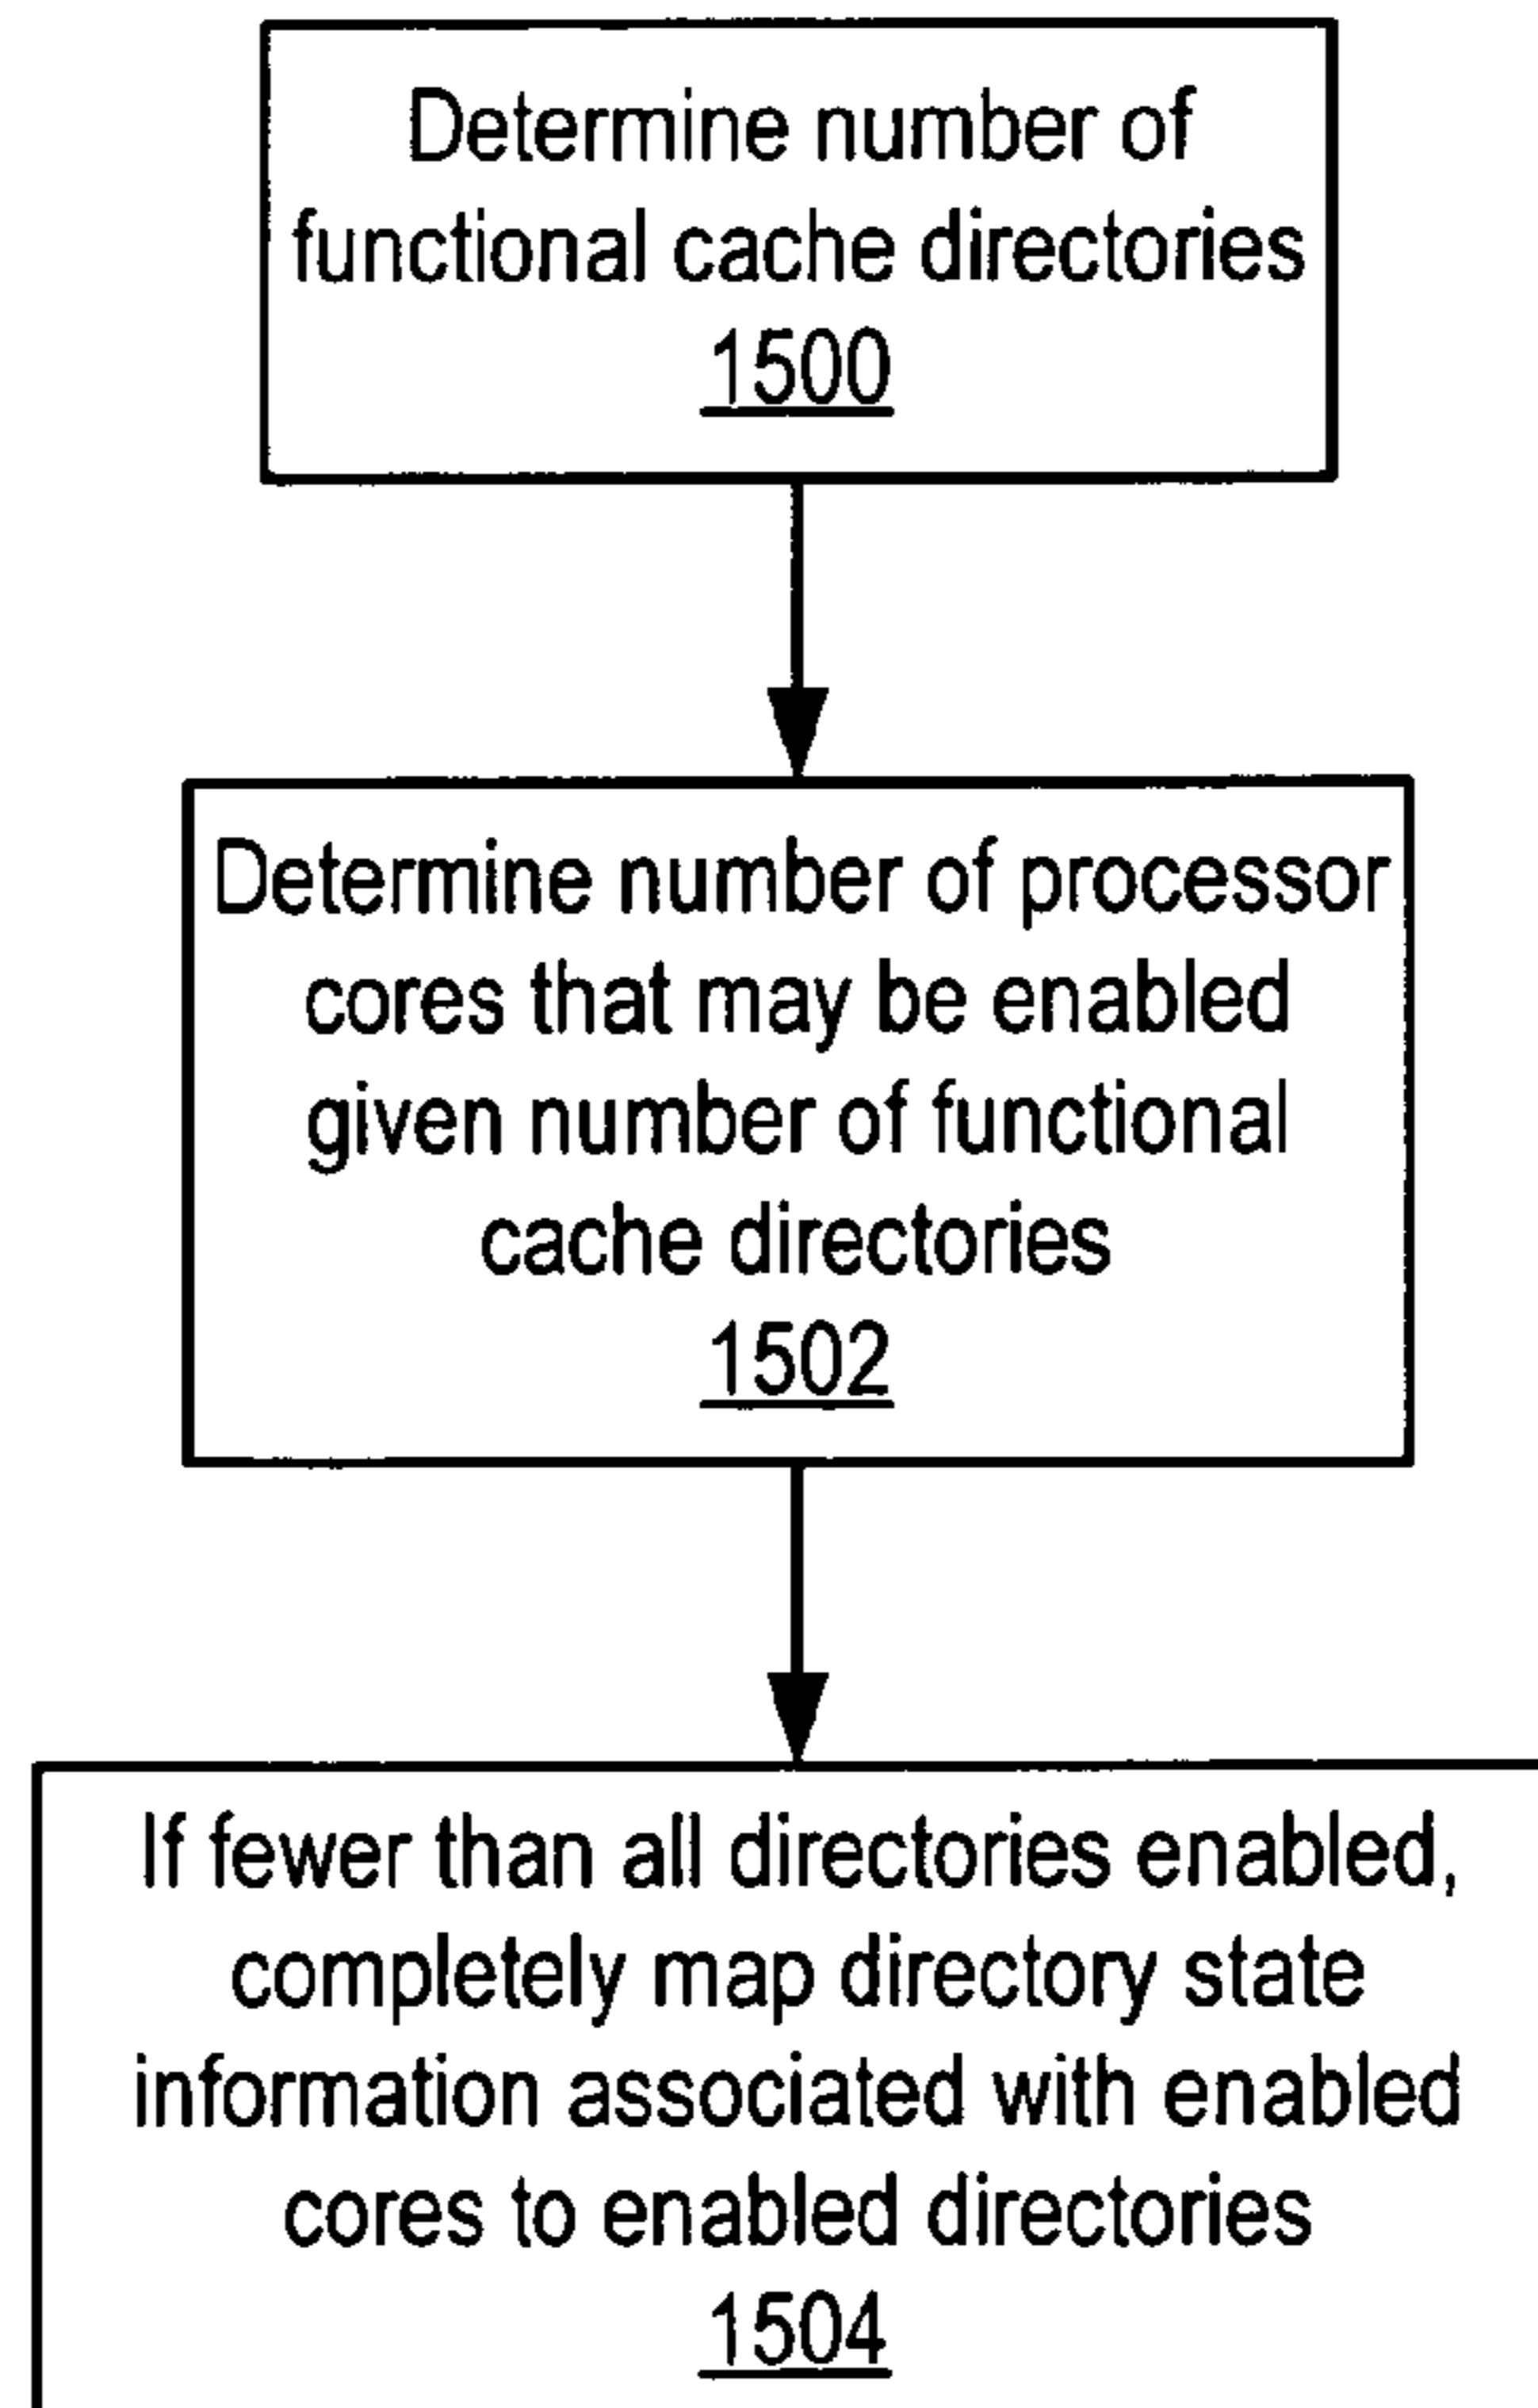 Determine number of
functional cache directories
1500
Determine number of processor
cores that may be enabled
given number of functional
cache directories
1502
If fewer than all directories enabled,
completely map directory state
information associated with enabled
cores to enabled directories
1504